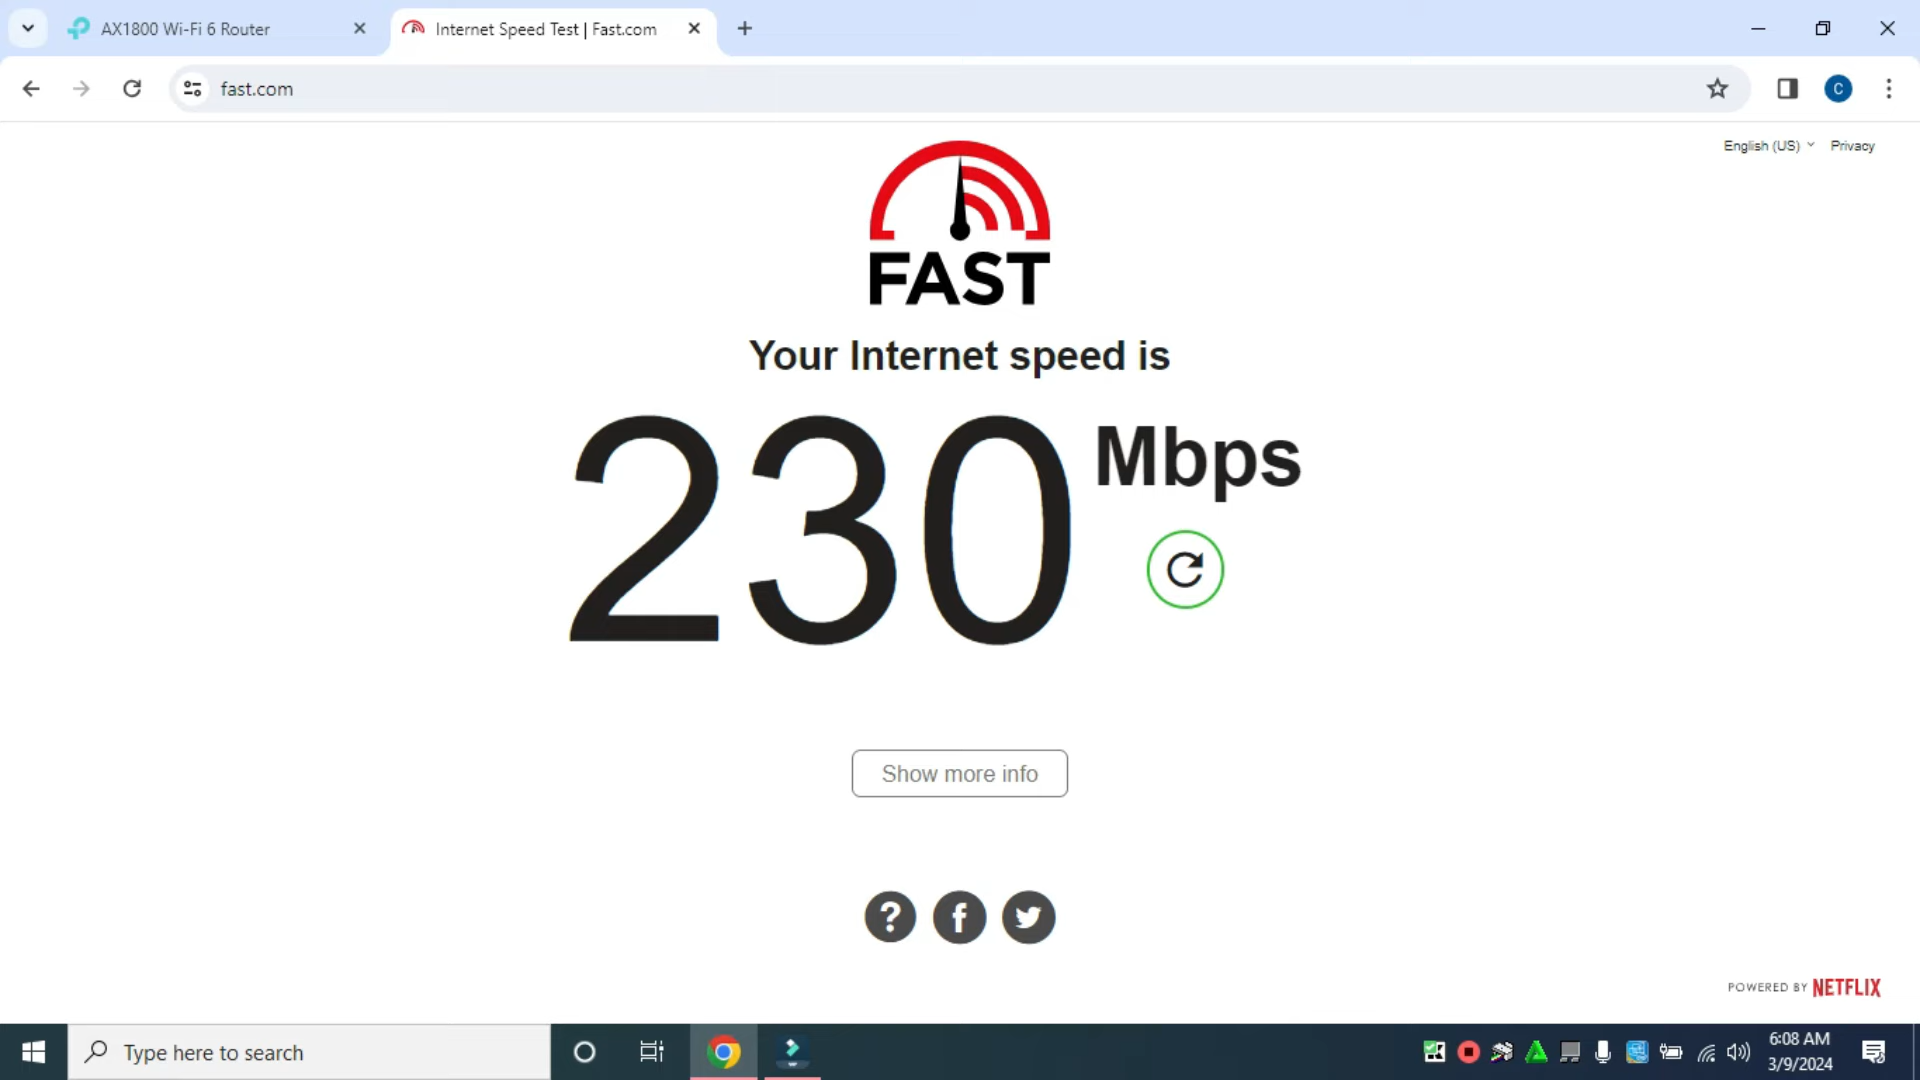 AX1800 Wi-Fi 6 Router
Internet Speed Test | Fast.com
fast.com
C
English (US)
Privacy
FAST
Your Internet speed is
230 Mbps
Show more info
?
f
POWERED BY NETFLIX
Type here to search
6:08 AM
3/9/2024